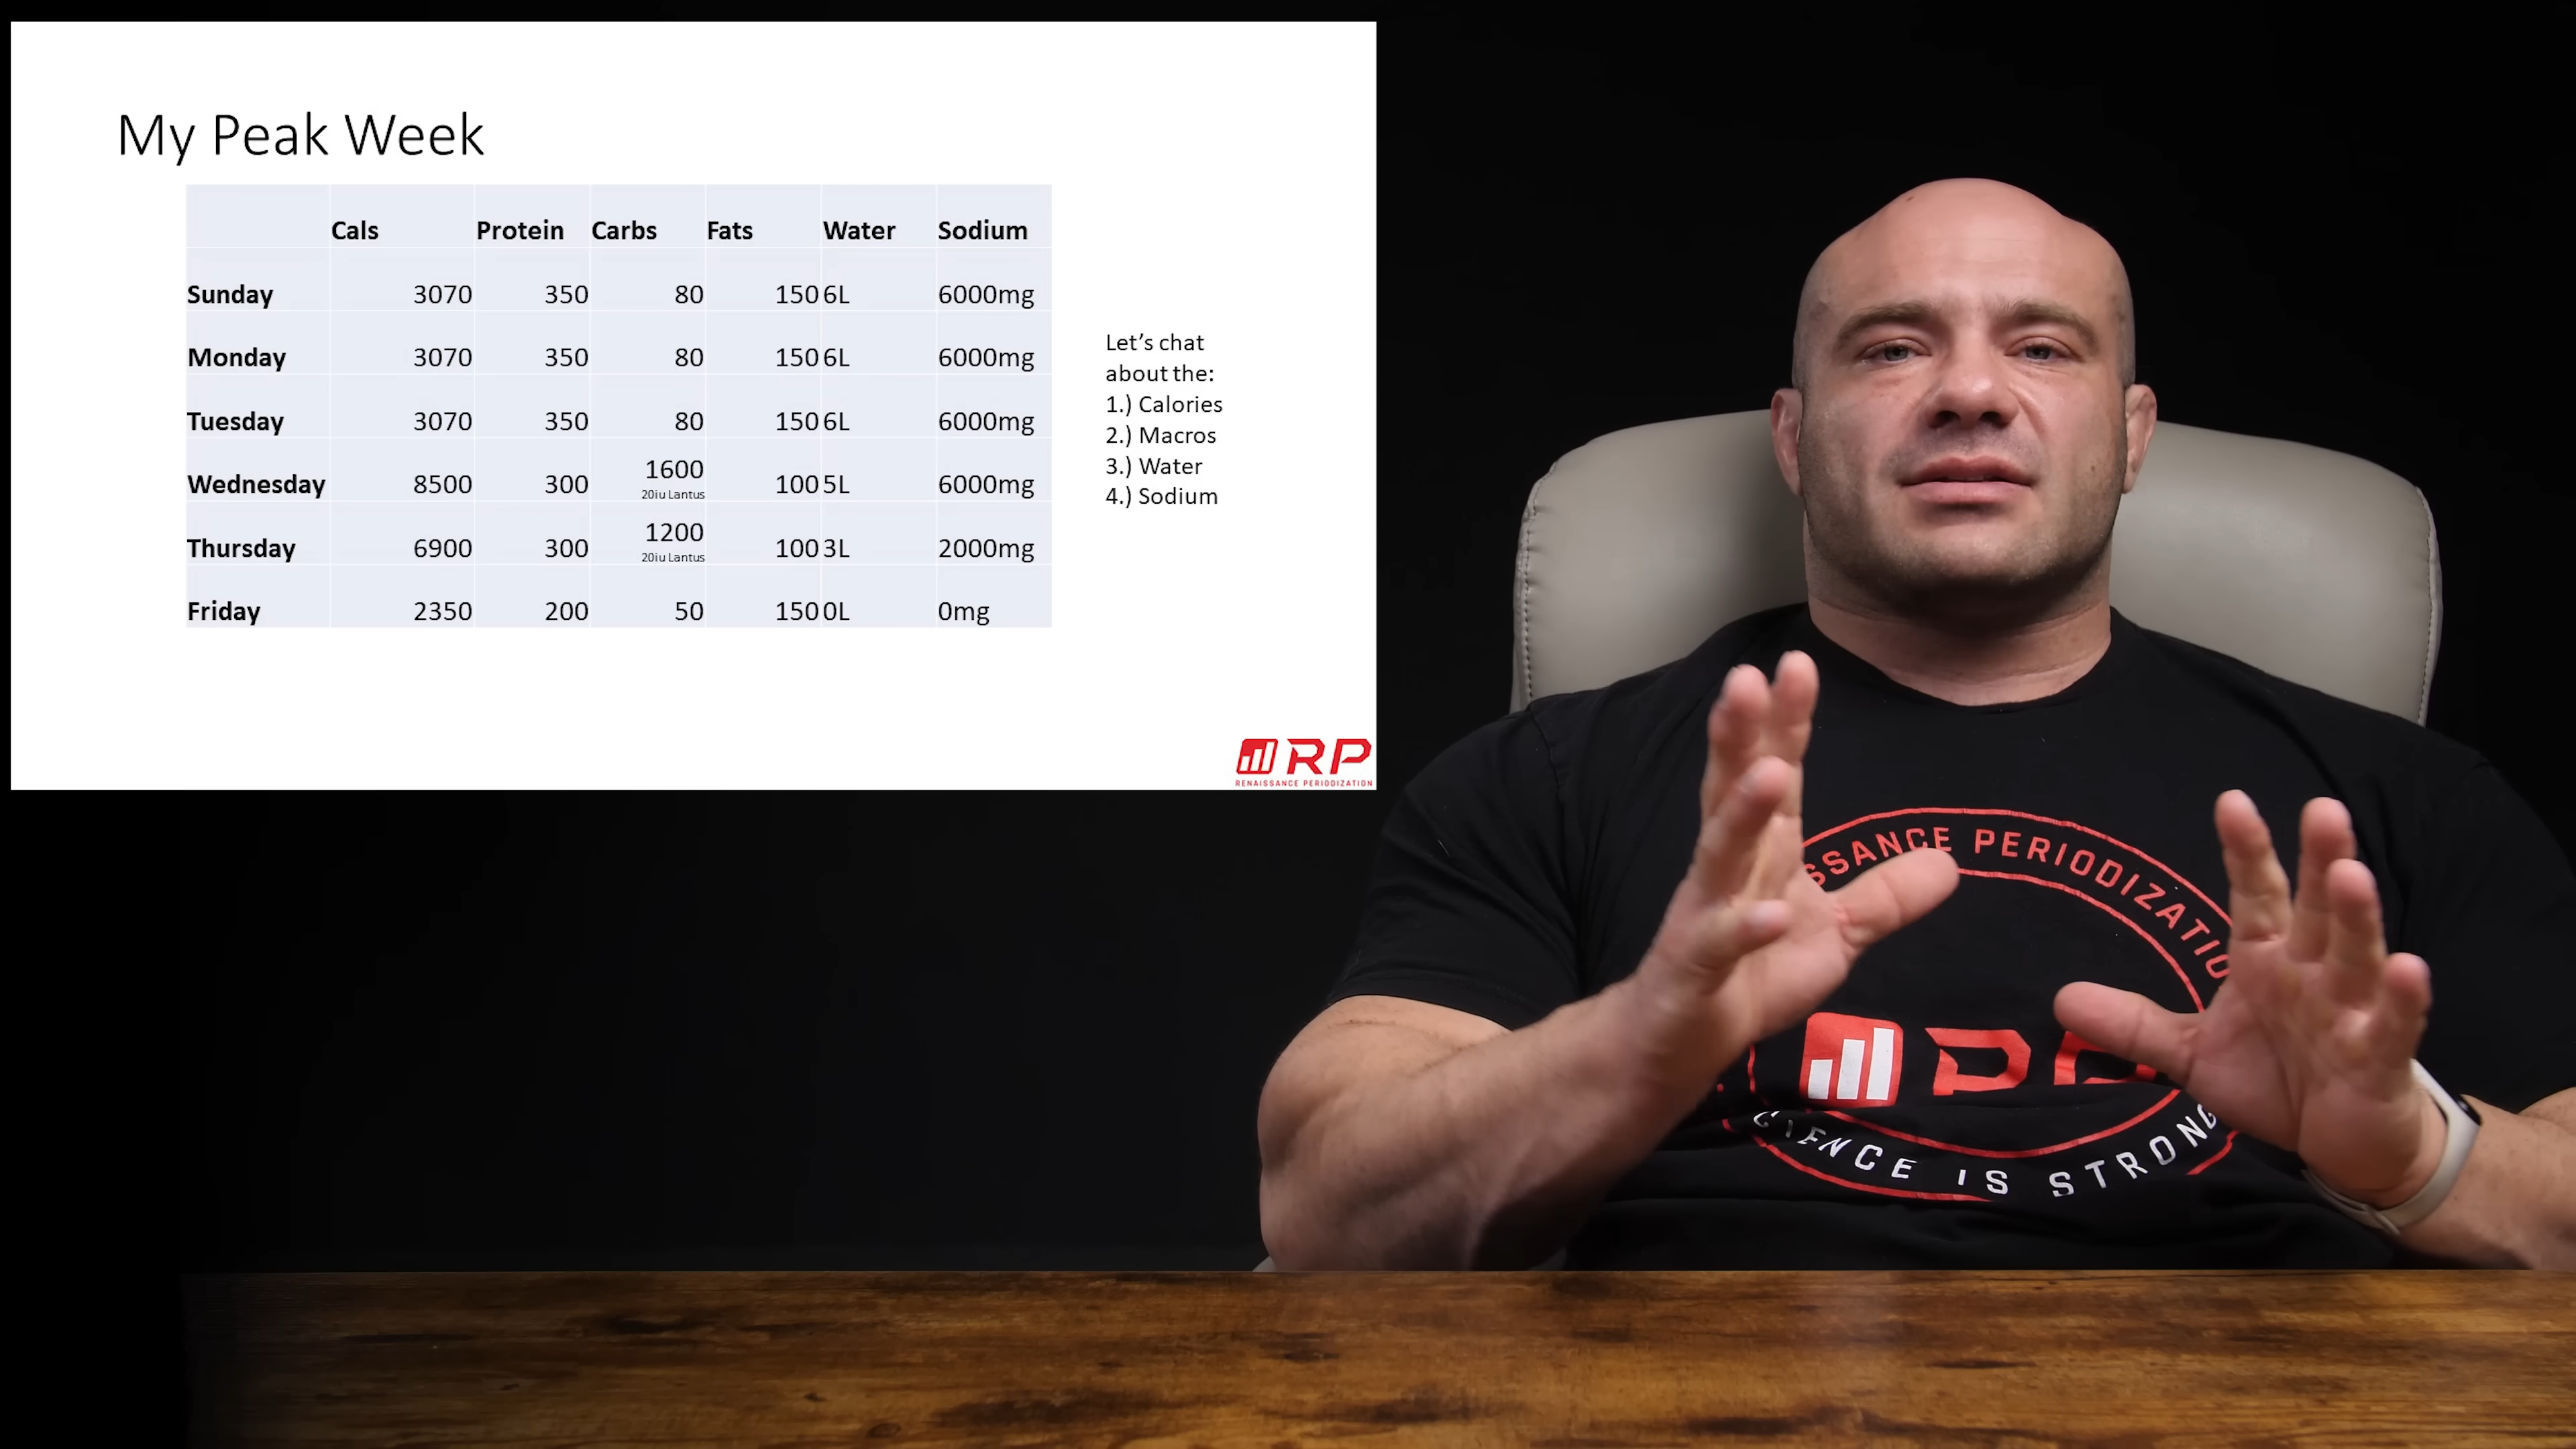 My Peak Week
Cals Protein Carbs Fats Water Sodium
Sunday 3070 350 80 150 6L 6000mg
Monday 3070 350 80 150 6L 6000mg
Tuesday 3070 350 80 150 6L 6000mg
Wednesday 8500 300 1600 100 5L 6000mg
20iu Lantus
Thursday 6900 300 1200 100 3L 2000mg
20iu Lantus
Friday 2350 200 50 150 0L 0mg
Let's chat
about the:
1.) Calories
2.) Macros
3.) Water
4.) Sodium
RP
RENAISSANCE PERIODIZATION
SSANCE PERIODIZATIO
RP
CIENCE IS STRONG